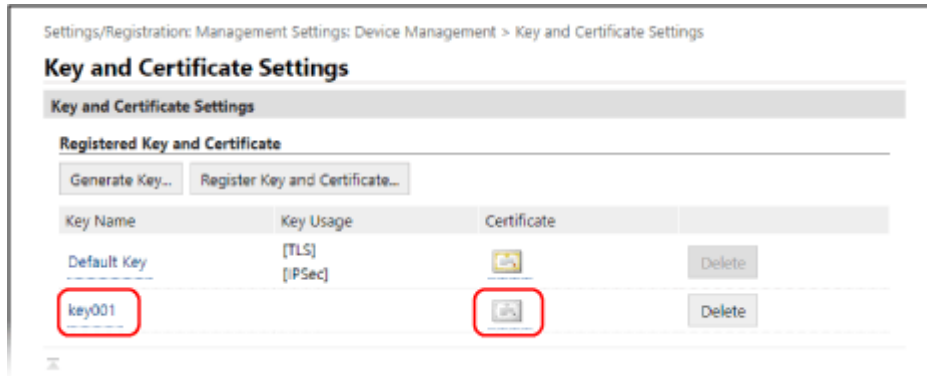 Settings/Registration: Management Settings: Device Management > Key and Certificate Settings
Key and Certificate Settings
Key and Certificate Settings
Registered Key and Certificate
Generate Key... Register Key and Certificate...
Key Name Key Usage Certificate
Default Key [TLS] [IPSec] Delete
key001 Delete